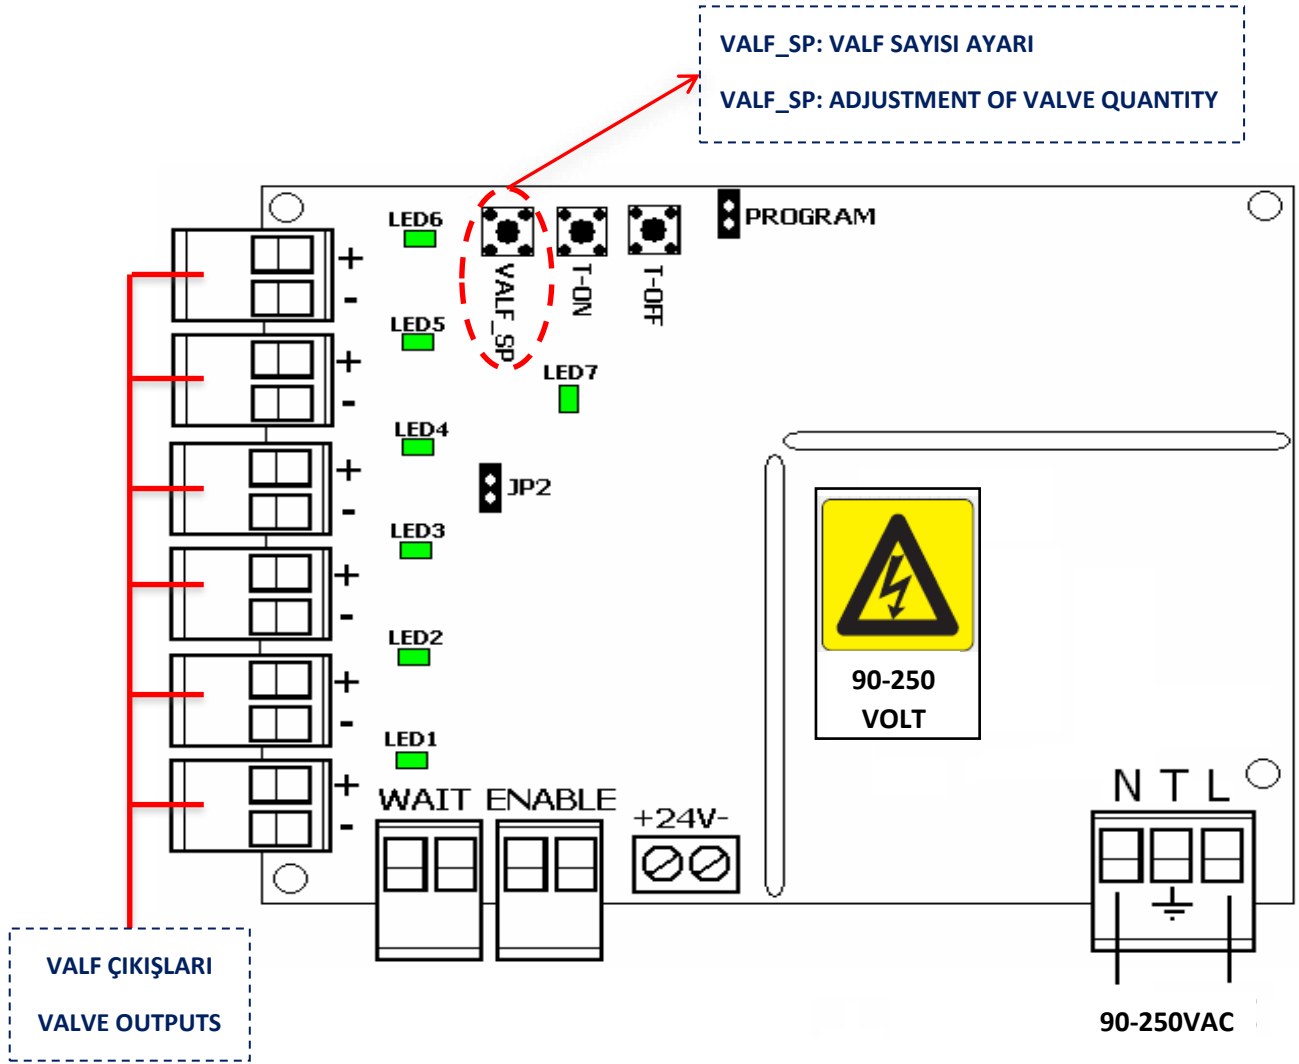 VALF_SP: VALF SAYISI AYARI
VALF_SP: ADJUSTMENT OF VALVE QUANTITY
LED6
PROGRAM
VALF_SP
T-ON
T-OFF
+
-
LED5
+
-
LED7
LED4
+
-
JP2
LED3
+
-
LED2
+
-
LED1
+
-
90-250
VOLT
WAIT ENABLE
+24V-
N T L
VALF ÇIKIŞLARI
VALVE OUTPUTS
90-250VAC